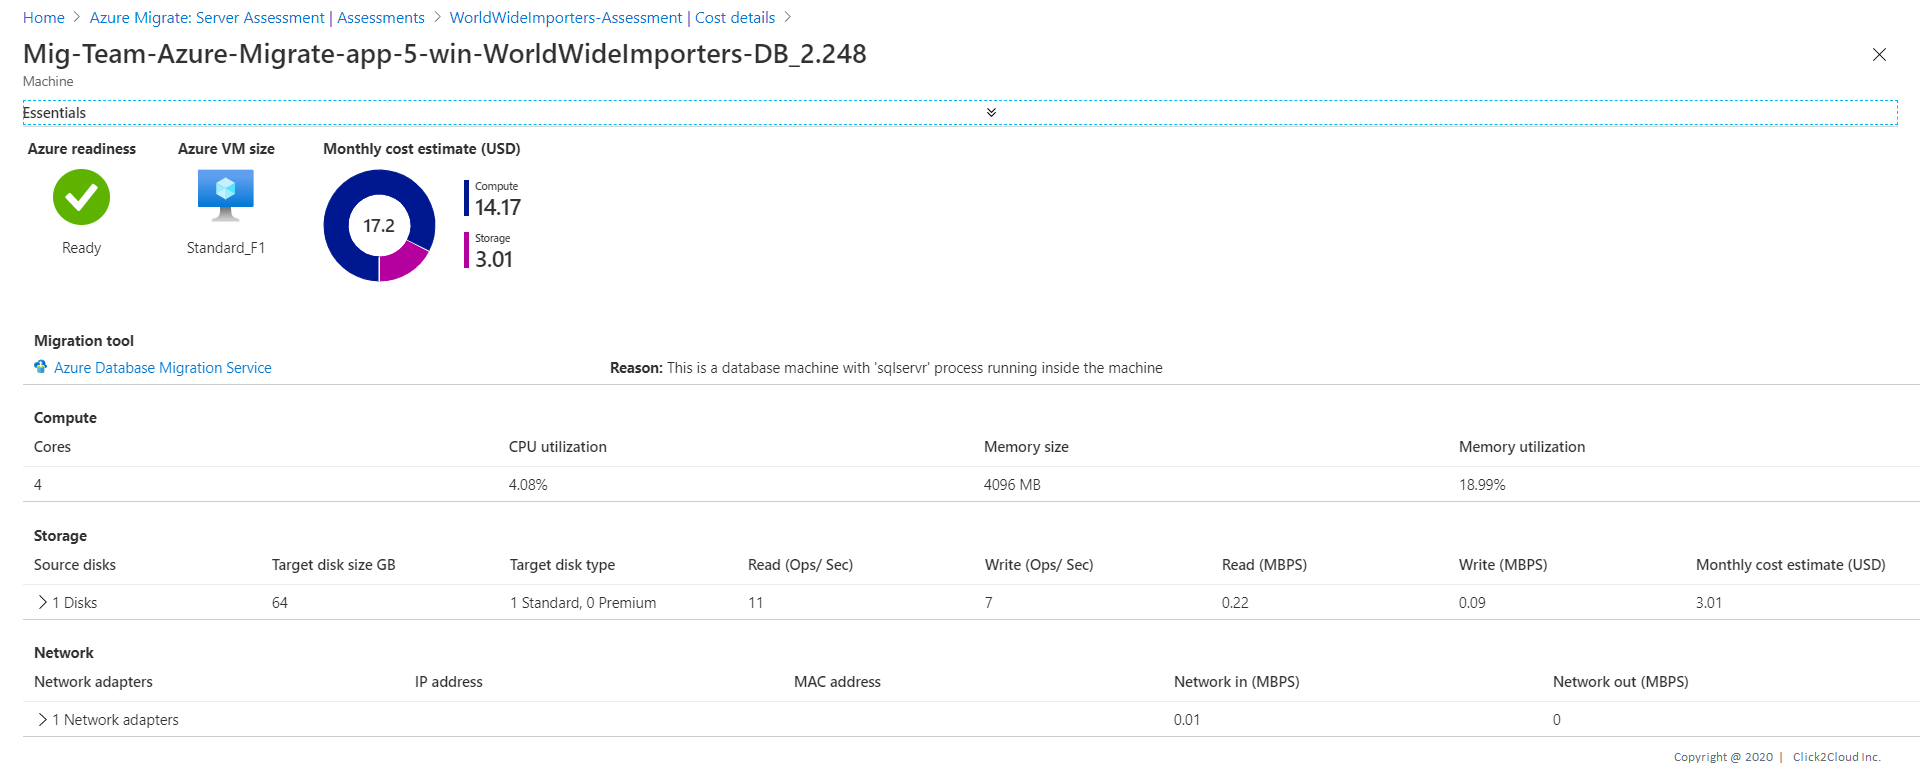 Home > Azure Migrate: Server Assessment | Assessments > WorldWideImporters-Assessment | Cost details >
Mig-Team-Azure-Migrate-app-5-win-WorldWideImporters-DB_2.248
Machine
Essentials
Azure readiness Azure VM size Monthly cost estimate (USD)
Compute
14.17
17.2
Storage
3.01
Ready Standard_F1
Migration tool
Azure Database Migration Service Reason: This is a database machine with 'sqlservr' process running inside the machine
Compute
Cores CPU utilization Memory size Memory utilization
4 4.08% 4096 MB 18.99%
Storage
Source disks Target disk size GB Target disk type Read (Ops/ Sec) Write (Ops/ Sec) Read (MBPS) Write (MBPS) Monthly cost estimate (USD)
1 Disks 64 1 Standard, 0 Premium 11 7 0.22 0.09 3.01
Network
Network adapters IP address MAC address Network in (MBPS) Network out (MBPS)
1 Network adapters 0.01 0
Copyright @ 2020 | Click2Cloud Inc.